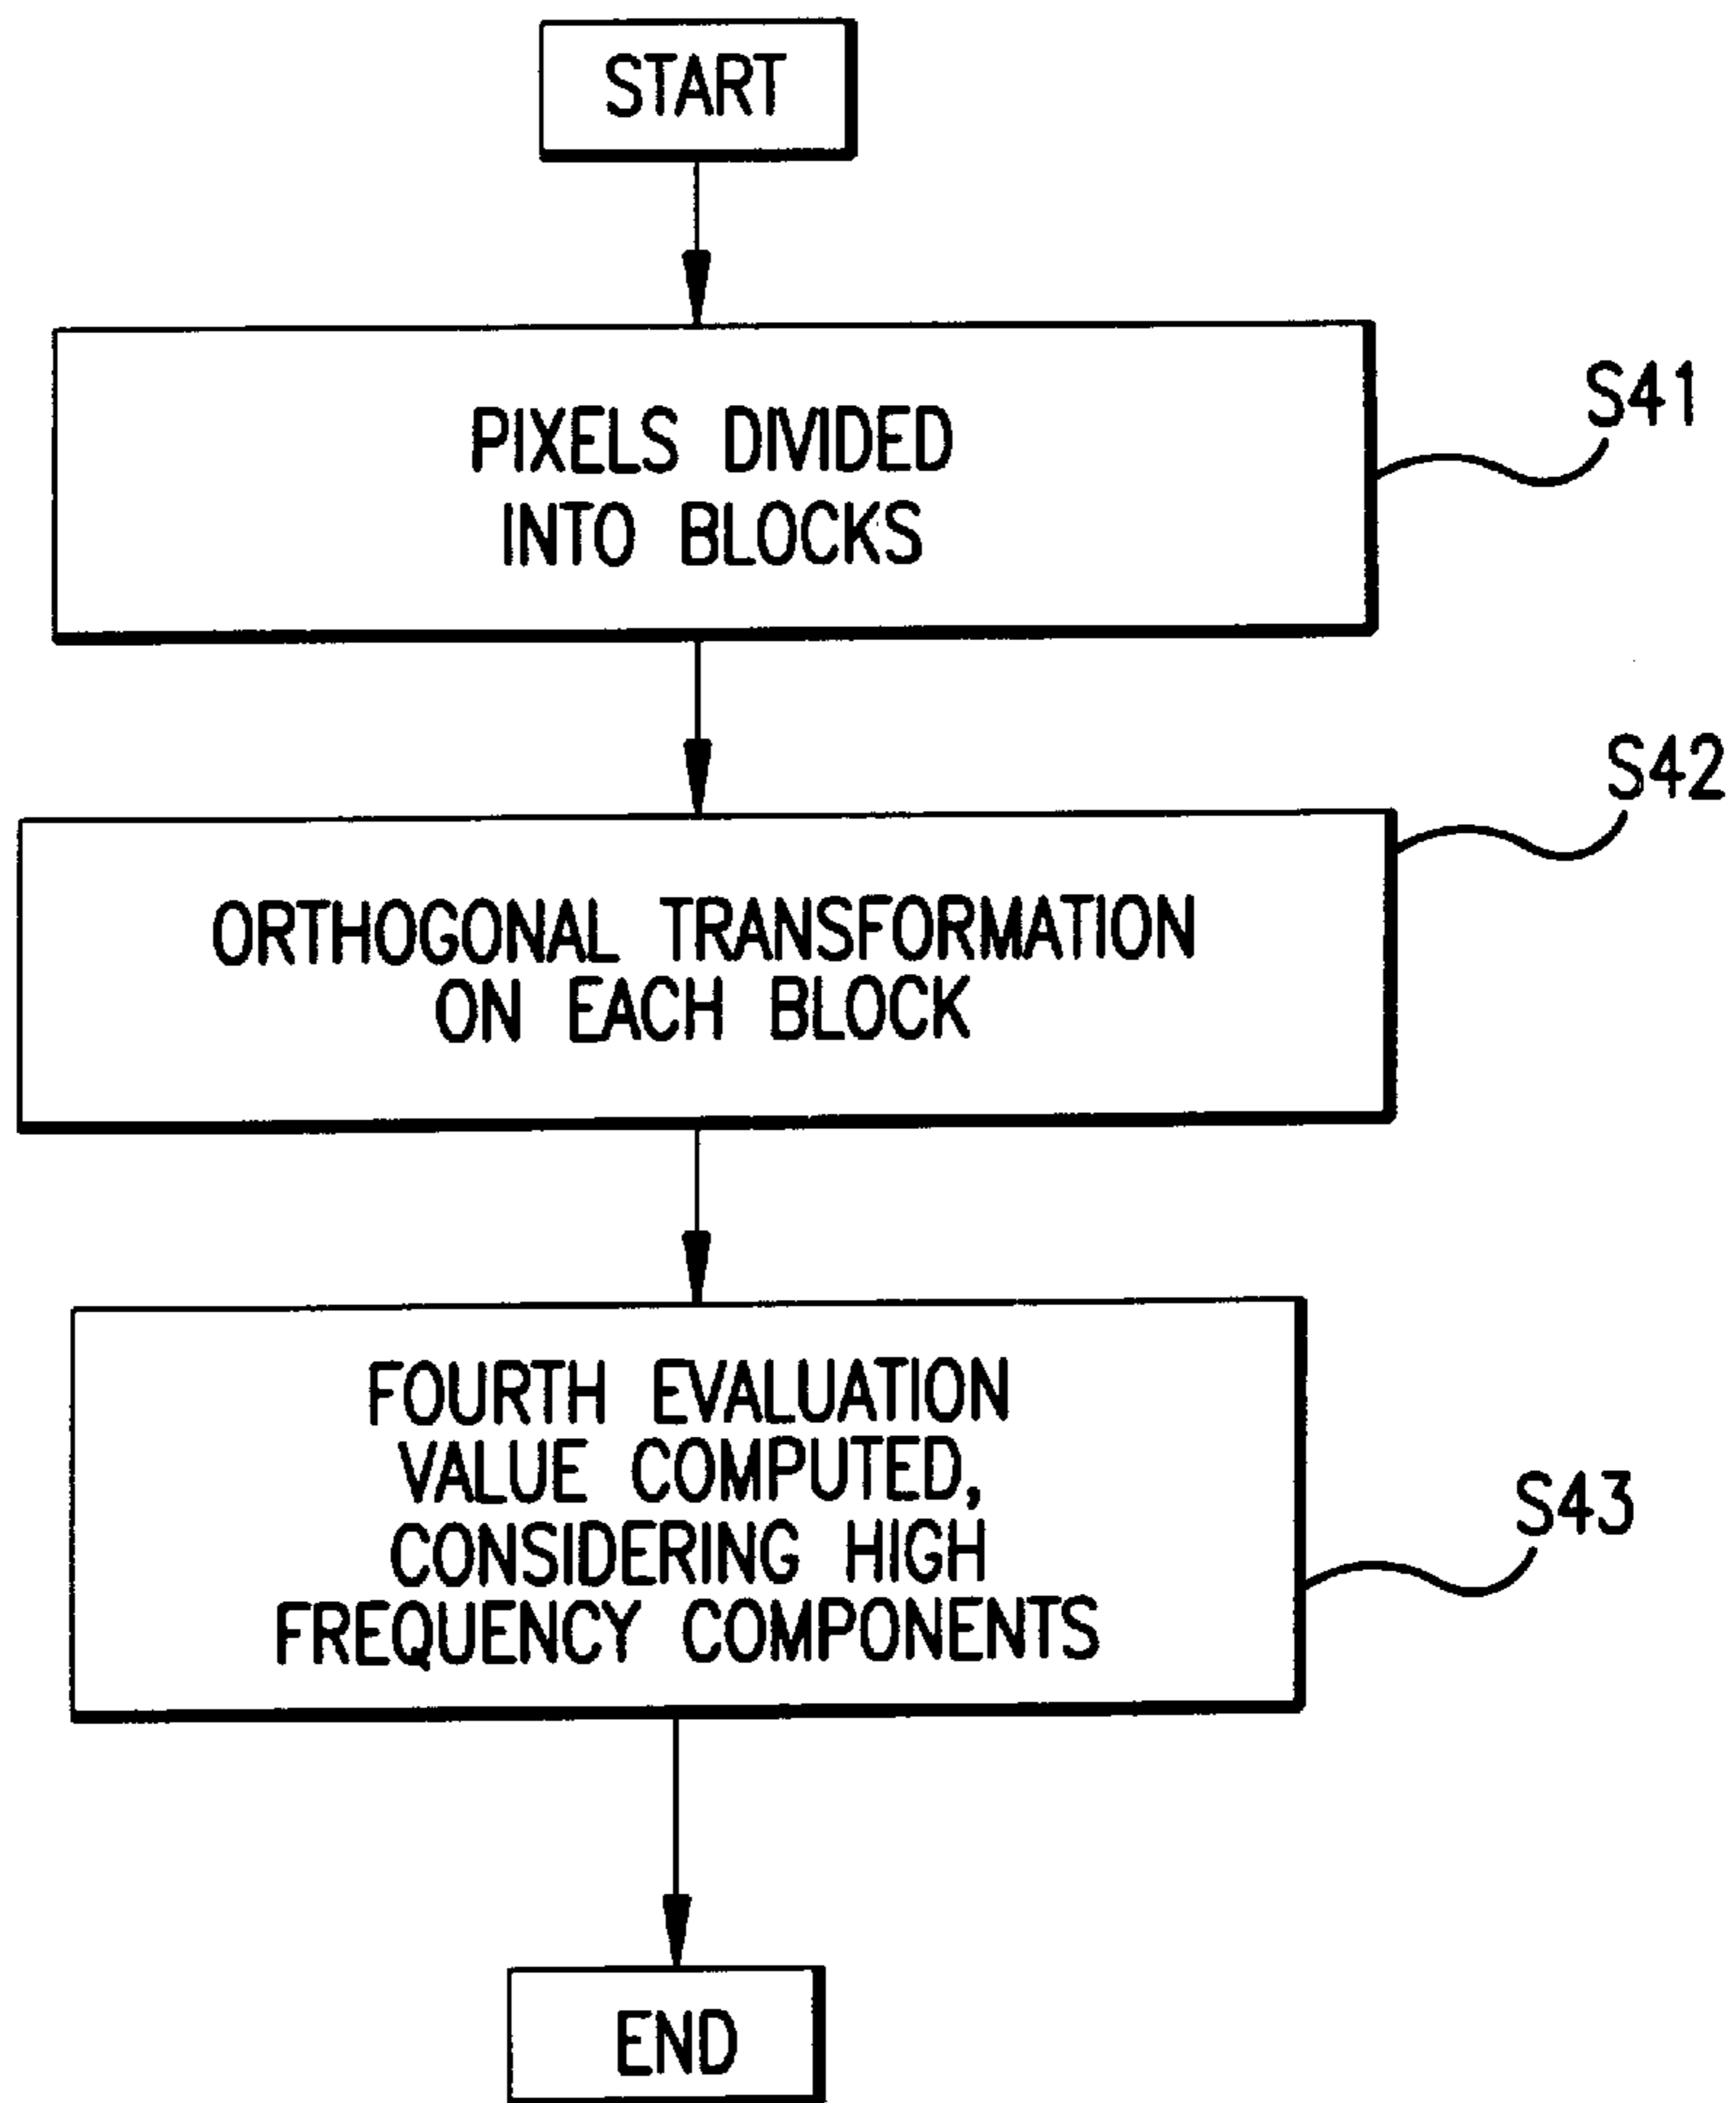 START
PIXELS DIVIDED
INTO BLOCKS
S41
ORTHOGONAL TRANSFORMATION
ON EACH BLOCK
S42
FOURTH EVALUATION
VALUE COMPUTED,
CONSIDERING HIGH
FREQUENCY COMPONENTS
S43
END